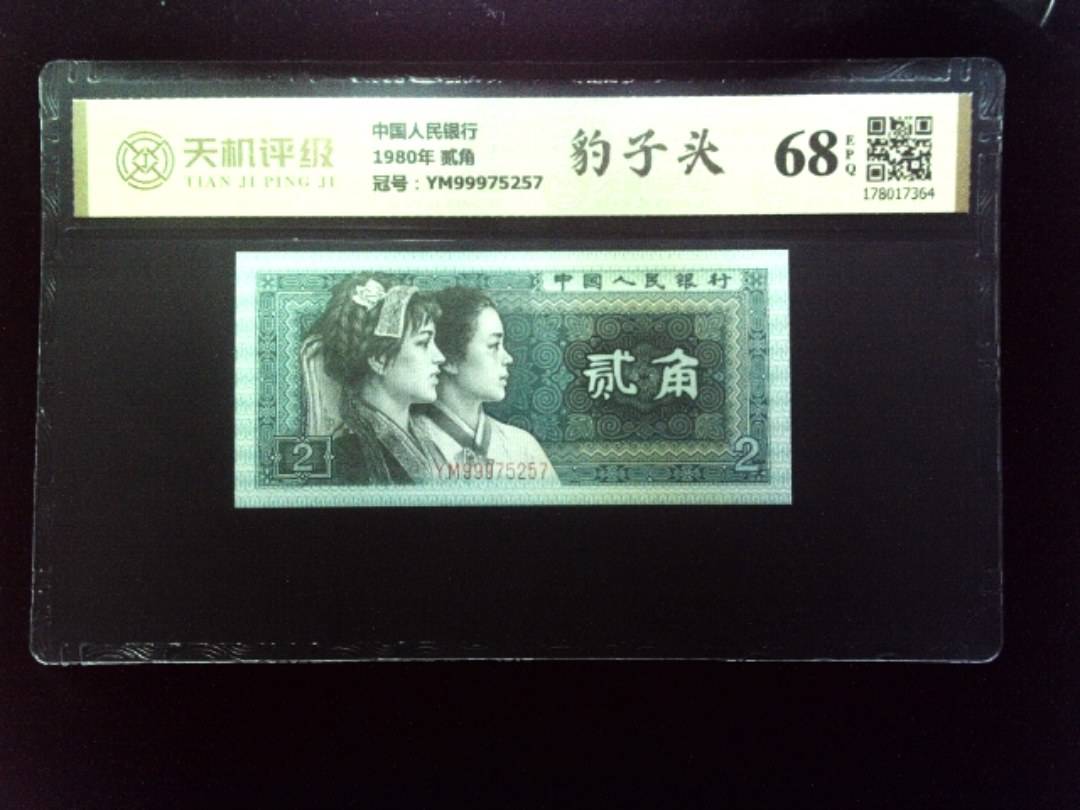 天机评级
TIAN JI PING JI
中国人民银行
1980年 贰角
冠号：YM99975257
豹子头
68
EPQ
178017364
中国人民银行
贰角
2
YM99975257
2